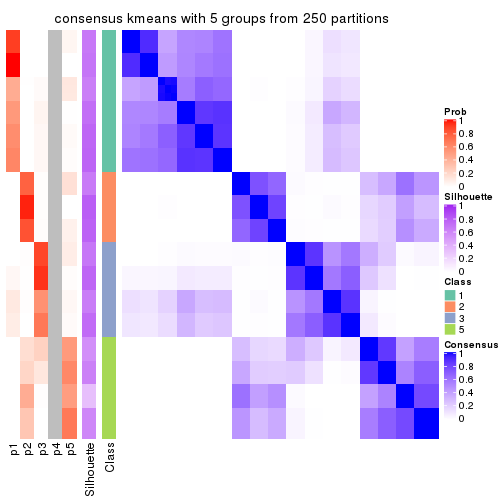 consensus kmeans with 5 groups from 250 partitions
Prob
1
0.8
0.6
0.4
0.2
0
Silhouette
1
0.8
0.6
0.4
0.2
0
Class
1
2
3
5
Consensus
1
0.8
0.6
0.4
0.2
0
p1
p2
p3
p4
p5
Silhouette
Class